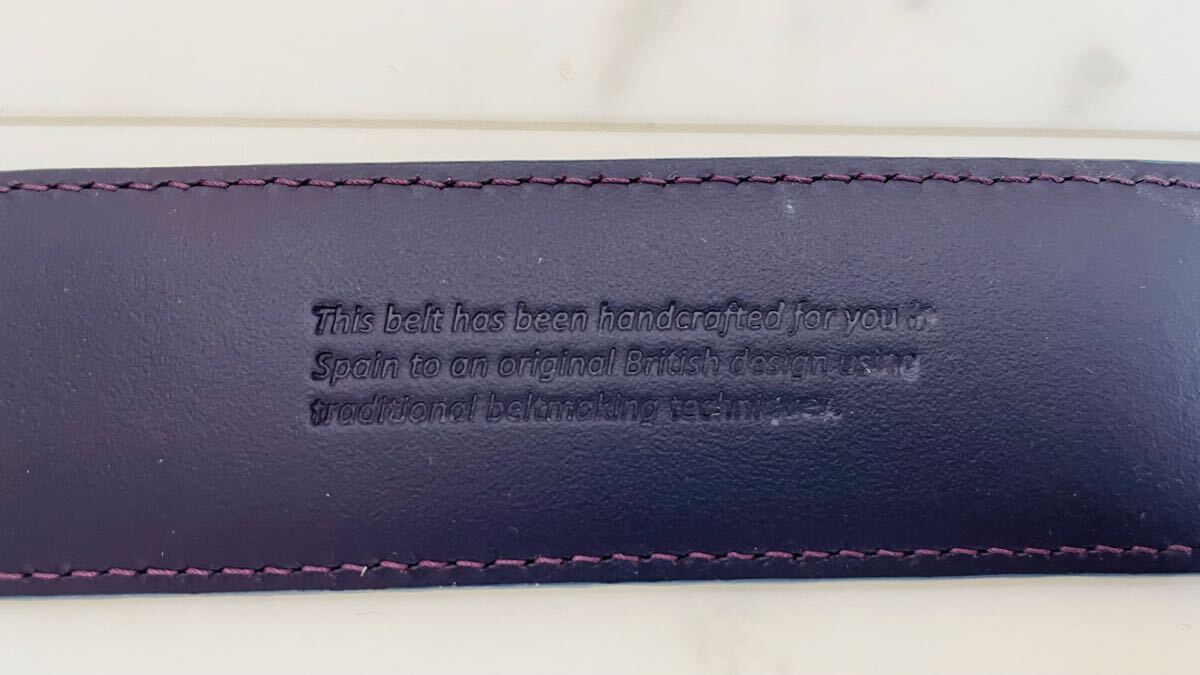 This belt has been handcrafted for you in
Spain to an original British design using
traditional beltmaking techniques.